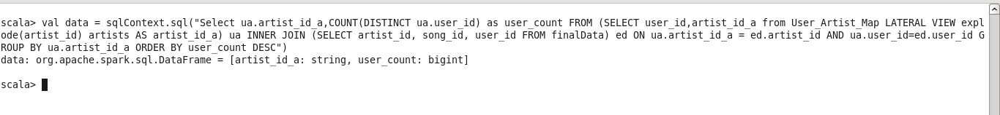 scala> val data = sqlContext.sql("Select ua.artist_id_a,COUNT(DISTINCT ua.user_id) as user_count FROM (SELECT user_id,artist_id_a from User_Artist_Map LATERAL VIEW expl
ode(artist_id) artists AS artist_id_a) ua INNER JOIN (SELECT artist_id, song_id, user_id FROM finalData) ed ON ua.artist_id_a = ed.artist_id AND ua.user_id=ed.user_id G
ROUP BY ua.artist_id_a ORDER BY user_count DESC")
data: org.apache.spark.sql.DataFrame = [artist_id_a: string, user_count: bigint]
scala>